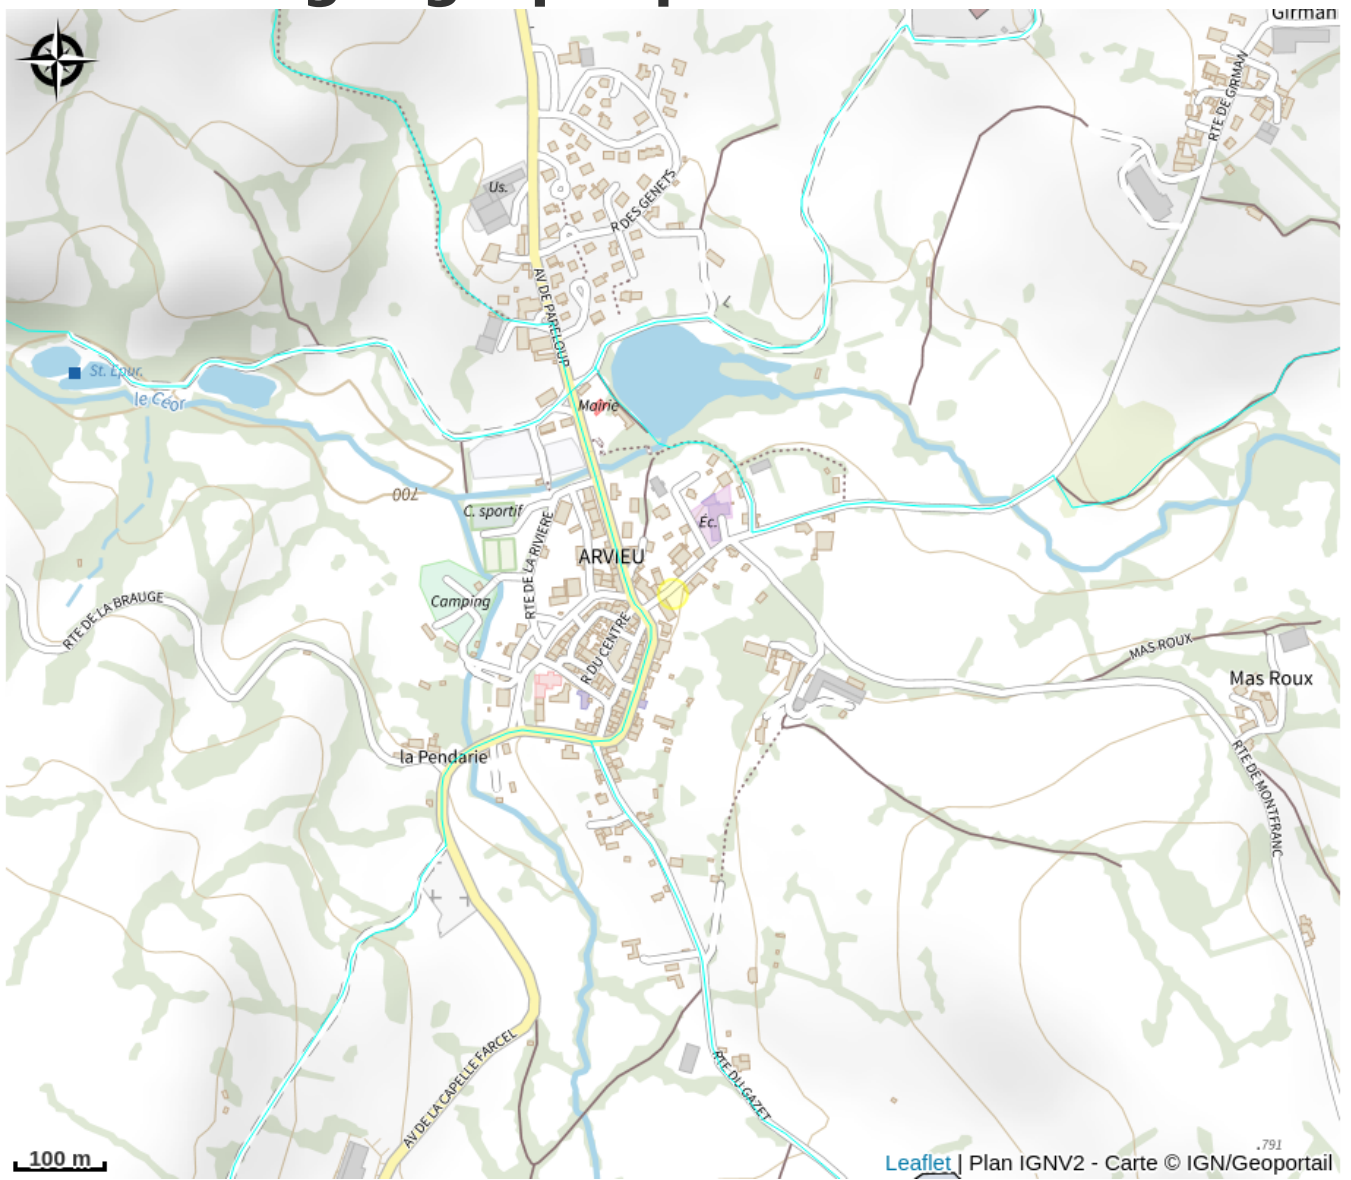 Girman
RTE DE GIRMAN
Us.
R DES GENETS
AV DE PARELOUP
St. Epur.
le Céor
Mairie
700
C. sportif
Éc.
ARVIEU
RTE DE LA RIVIERE
Camping
RTE DE LA BRAUGE
R DU CENTRE
MAS ROUX
Mas Roux
la Pendarie
RTE DE MONTFRANC
AV DE LA CAPELLE FARCEL
RTE DU GAZET
791
100 m
Leaflet | Plan IGNV2 - Carte © IGN/Geoportail